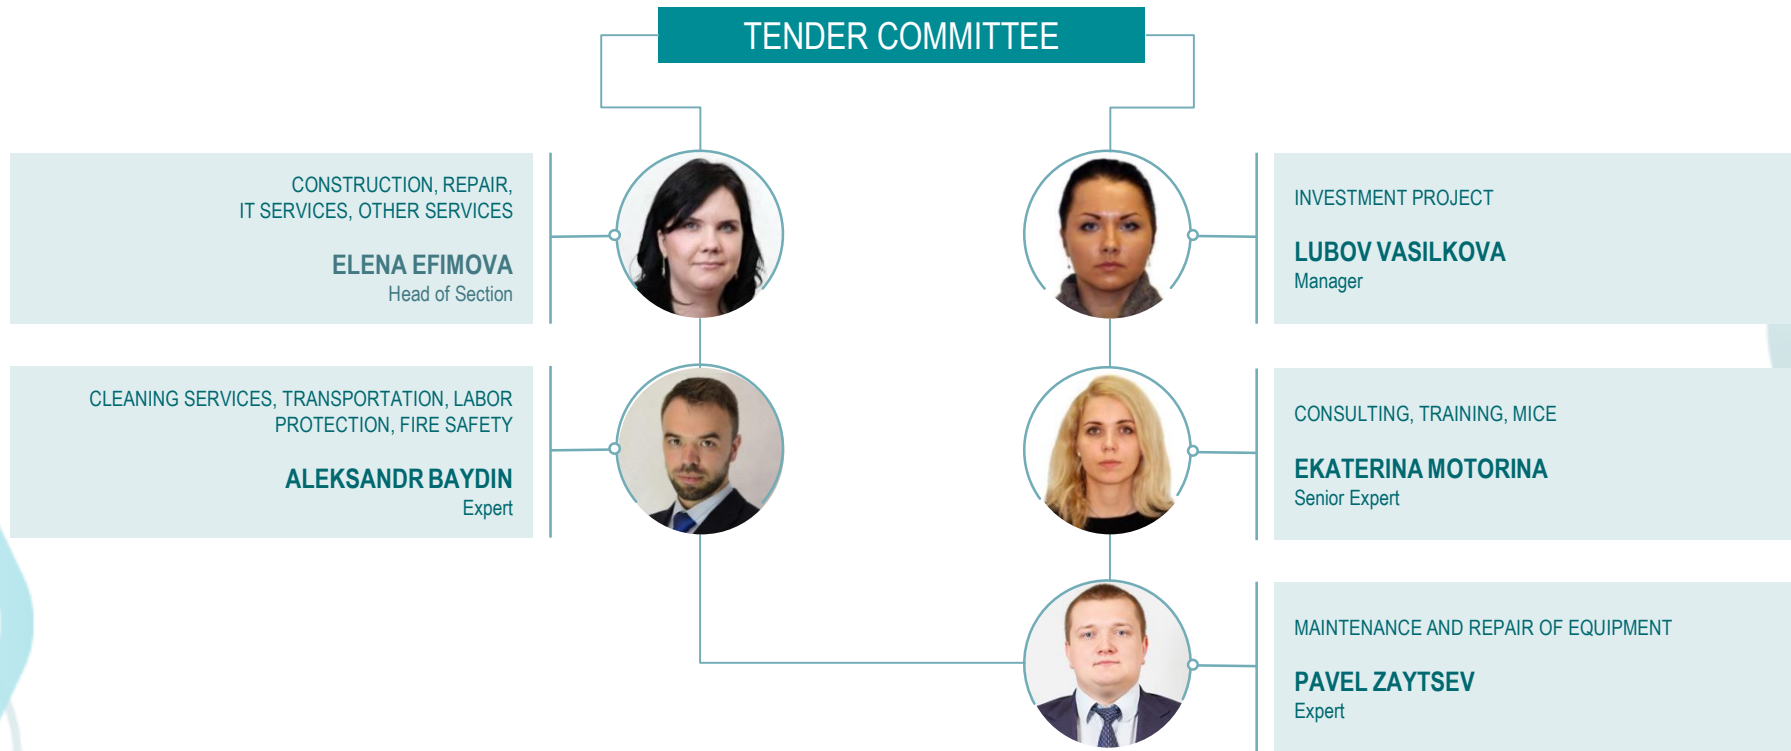 TENDER COMMITTEE
CONSTRUCTION, REPAIR,
IT SERVICES, OTHER SERVICES
ELENA EFIMOVA
Head of Section
INVESTMENT PROJECT
LUBOV VASILKOVA
Manager
CLEANING SERVICES, TRANSPORTATION, LABOR
PROTECTION, FIRE SAFETY
ALEKSANDR BAYDIN
Expert
CONSULTING, TRAINING, MICE
EKATERINA MOTORINA
Senior Expert
MAINTENANCE AND REPAIR OF EQUIPMENT
PAVEL ZAYTSEV
Expert